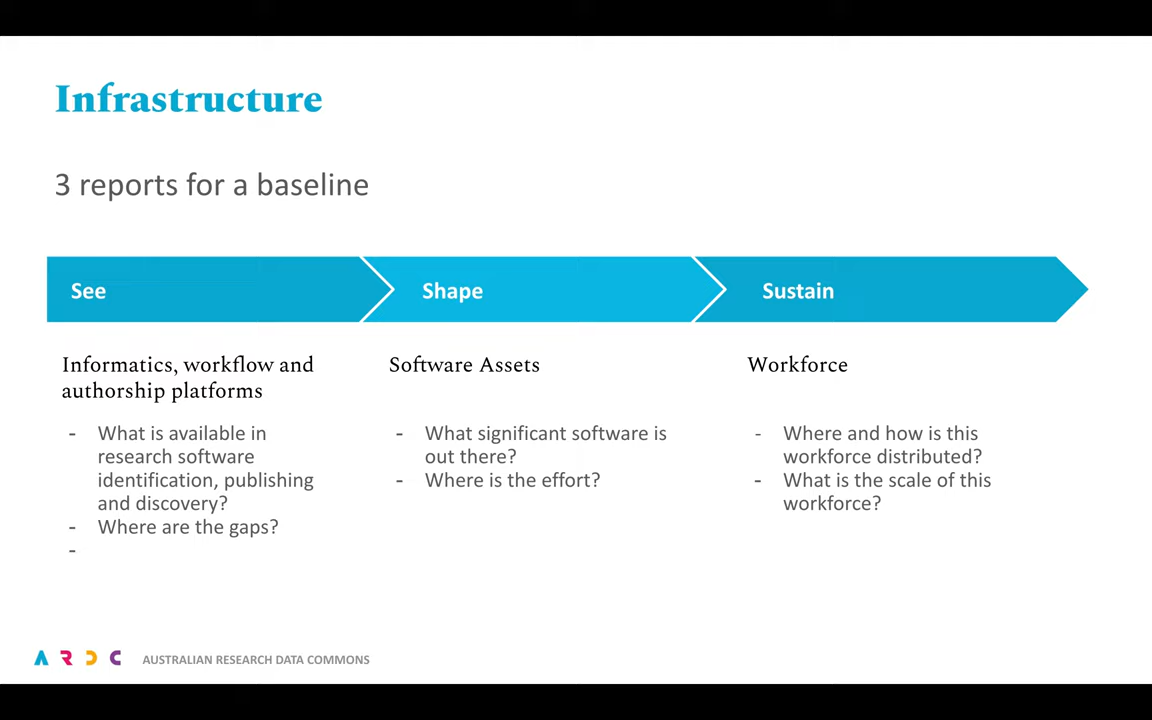 Infrastructure
3 reports for a baseline
See
Shape
Sustain
Informatics, workflow and
authorship platforms
- What is available in
research software
identification, publishing
and discovery?
- Where are the gaps?
-
Software Assets
- What significant software is
out there?
- Where is the effort?
Workforce
- Where and how is this
workforce distributed?
- What is the scale of this
workforce?
ARDC AUSTRALIAN RESEARCH DATA COMMONS